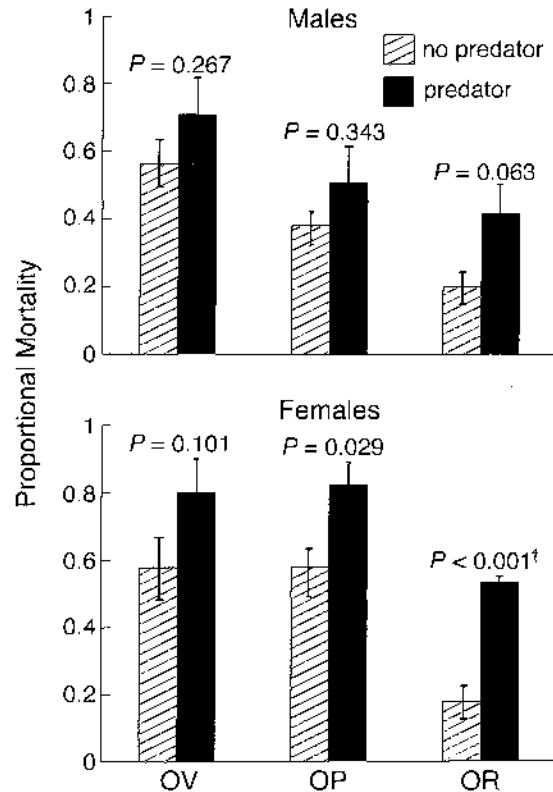 Males
no predator
predator
P = 0.267
P = 0.343
P = 0.063
1
0.8
0.6
0.4
0.2
0
Proportional Mortality
Females
P = 0.101
P = 0.029
P < 0.001†
1
0.8
0.6
0.4
0.2
0
OV OP OR